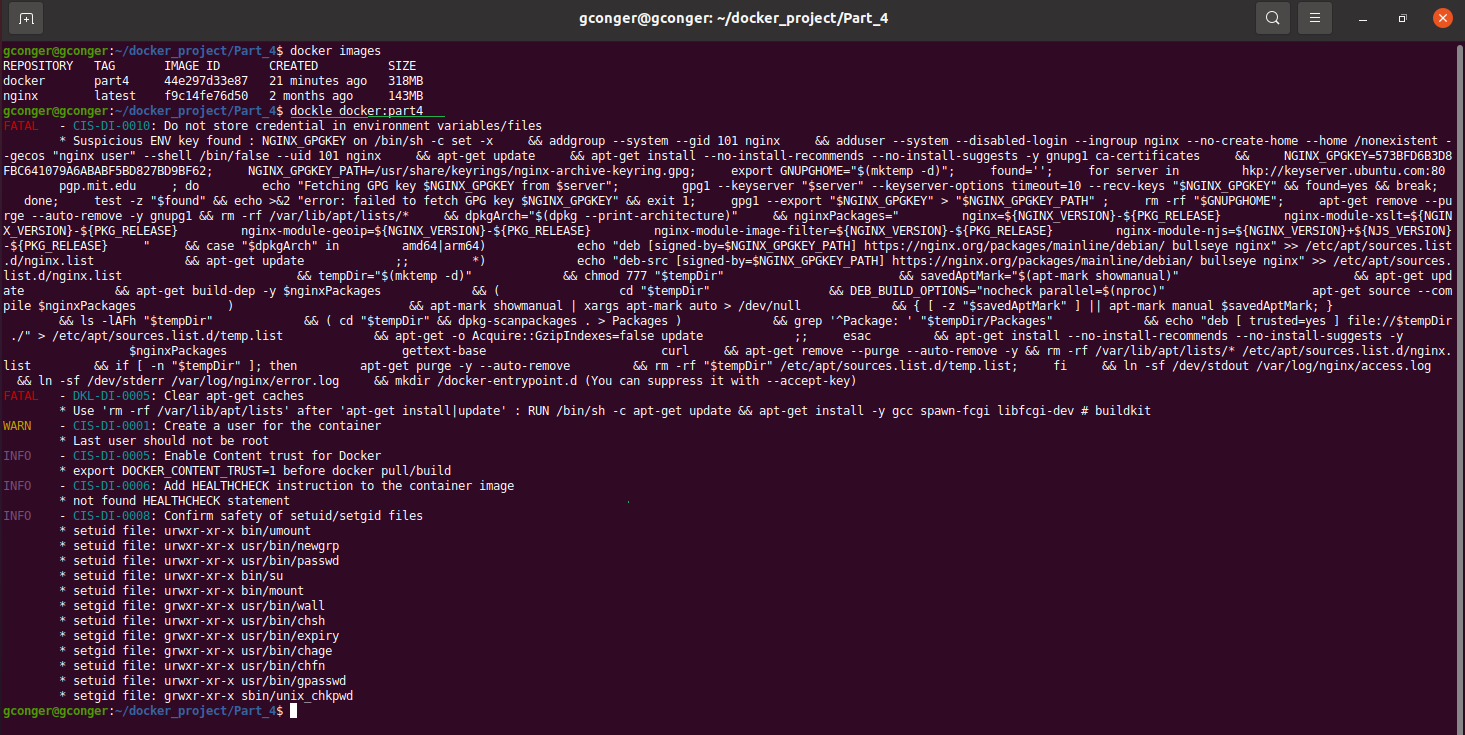 gconger@gconger: ~/docker_project/Part_4
gconger@gconger:~/docker_project/Part_4$ docker images
REPOSITORY   TAG       IMAGE ID       CREATED          SIZE
docker       part4     44e297d33e87   21 minutes ago   318MB
nginx        latest    f9c14fe76d50   2 months ago     143MB
gconger@gconger:~/docker_project/Part_4$ dockle docker:part4
FATAL   - CIS-DI-0010: Do not store credential in environment variables/files
        * Suspicious ENV key found : NGINX_GPGKEY on /bin/sh -c set -x     && addgroup --system --gid 101 nginx     && adduser --system --disabled-login --ingroup nginx --no-create-home --home /nonexistent -
-gecos "nginx user" --shell /bin/false --uid 101 nginx     && apt-get update     && apt-get install --no-install-recommends --no-install-suggests -y gnupg1 ca-certificates     &&     NGINX_GPGKEY=573BFD6B3D8
FBC641079A6ABABF5BD827BD9BF62;     NGINX_GPGKEY_PATH=/usr/share/keyrings/nginx-archive-keyring.gpg;     export GNUPGHOME="$(mktemp -d)";     found='';     for server in         hkp://keyserver.ubuntu.com:80
        pgp.mit.edu     ; do         echo "Fetching GPG key $NGINX_GPGKEY from $server";         gpg1 --keyserver "$server" --keyserver-options timeout=10 --recv-keys "$NGINX_GPGKEY" && found=yes && break;
   done;     test -z "$found" && echo >&2 "error: failed to fetch GPG key $NGINX_GPGKEY" && exit 1;     gpg1 --export "$NGINX_GPGKEY" > "$NGINX_GPGKEY_PATH" ;     rm -rf "$GNUPGHOME";     apt-get remove --pu
rge --auto-remove -y gnupg1 && rm -rf /var/lib/apt/lists/*     && dpkgArch="$(dpkg --print-architecture)"     && nginxPackages="         nginx=${NGINX_VERSION}-${PKG_RELEASE}         nginx-module-xslt=${NGIN
X_VERSION}-${PKG_RELEASE}         nginx-module-geoip=${NGINX_VERSION}-${PKG_RELEASE}         nginx-module-image-filter=${NGINX_VERSION}-${PKG_RELEASE}         nginx-module-njs=${NGINX_VERSION}+${NJS_VERSION}
-${PKG_RELEASE}     "     && case "$dpkgArch" in         amd64|arm64)             echo "deb [signed-by=$NGINX_GPGKEY_PATH] https://nginx.org/packages/mainline/debian/ bullseye nginx" >> /etc/apt/sources.list
.d/nginx.list             && apt-get update             ;;         *)             echo "deb-src [signed-by=$NGINX_GPGKEY_PATH] https://nginx.org/packages/mainline/debian/ bullseye nginx" >> /etc/apt/sources.
list.d/nginx.list                         && tempDir="$(mktemp -d)"             && chmod 777 "$tempDir"                         && savedAptMark="$(apt-mark showmanual)"                         && apt-get upd
ate             && apt-get build-dep -y $nginxPackages             && (                 cd "$tempDir"                 && DEB_BUILD_OPTIONS="nocheck parallel=$(nproc)"                     apt-get source --com
pile $nginxPackages             )                         && apt-mark showmanual | xargs apt-mark auto > /dev/null             && { [ -z "$savedAptMark" ] || apt-mark manual $savedAptMark; }
        && ls -lAFh "$tempDir"             && ( cd "$tempDir" && dpkg-scanpackages . > Packages )             && grep '^Package: ' "$tempDir/Packages"             && echo "deb [ trusted=yes ] file://$tempDir
 ./" > /etc/apt/sources.list.d/temp.list             && apt-get -o Acquire::GzipIndexes=false update             ;;     esac         && apt-get install --no-install-recommends --no-install-suggests -y
                  $nginxPackages                         gettext-base                         curl     && apt-get remove --purge --auto-remove -y && rm -rf /var/lib/apt/lists/* /etc/apt/sources.list.d/nginx.
list         && if [ -n "$tempDir" ]; then         apt-get purge -y --auto-remove         && rm -rf "$tempDir" /etc/apt/sources.list.d/temp.list;     fi     && ln -sf /dev/stdout /var/log/nginx/access.log
  && ln -sf /dev/stderr /var/log/nginx/error.log     && mkdir /docker-entrypoint.d (You can suppress it with --accept-key)
FATAL   - DKL-DI-0005: Clear apt-get caches
        * Use 'rm -rf /var/lib/apt/lists' after 'apt-get install|update' : RUN /bin/sh -c apt-get update && apt-get install -y gcc spawn-fcgi libfcgi-dev # buildkit
WARN    - CIS-DI-0001: Create a user for the container
        * Last user should not be root
INFO    - CIS-DI-0005: Enable Content trust for Docker
        * export DOCKER_CONTENT_TRUST=1 before docker pull/build
INFO    - CIS-DI-0006: Add HEALTHCHECK instruction to the container image
        * not found HEALTHCHECK statement
INFO    - CIS-DI-0008: Confirm safety of setuid/setgid files
        * setuid file: urwxr-xr-x bin/umount
        * setuid file: urwxr-xr-x usr/bin/newgrp
        * setuid file: urwxr-xr-x usr/bin/passwd
        * setuid file: urwxr-xr-x bin/su
        * setuid file: urwxr-xr-x bin/mount
        * setgid file: grwxr-xr-x usr/bin/wall
        * setuid file: urwxr-xr-x usr/bin/chsh
        * setgid file: grwxr-xr-x usr/bin/expiry
        * setgid file: grwxr-xr-x usr/bin/chage
        * setuid file: urwxr-xr-x usr/bin/chfn
        * setuid file: urwxr-xr-x usr/bin/gpasswd
        * setgid file: grwxr-xr-x sbin/unix_chkpwd
gconger@gconger:~/docker_project/Part_4$